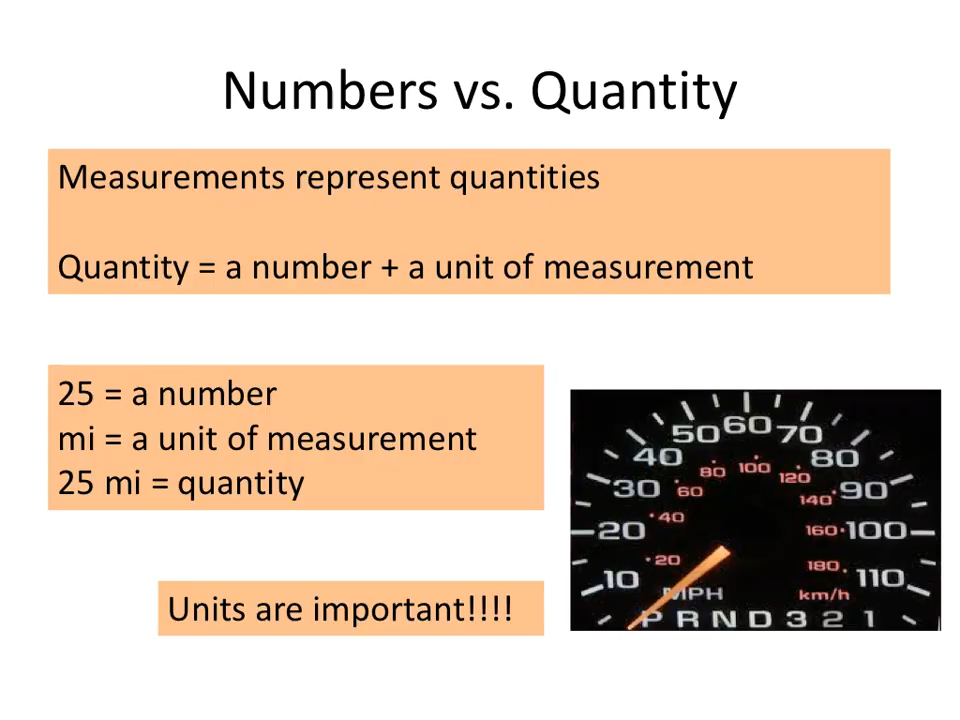 Numbers vs. Quantity
Measurements represent quantities
Quantity = a number + a unit of measurement
25 = a number
mi = a unit of measurement
25 mi = quantity
Units are important!!!!
10 20 30 40 50 60 70 80 90 100 110
20 40 60 80 100 120 140 160 180
MPH km/h
P R N D 3 2 1